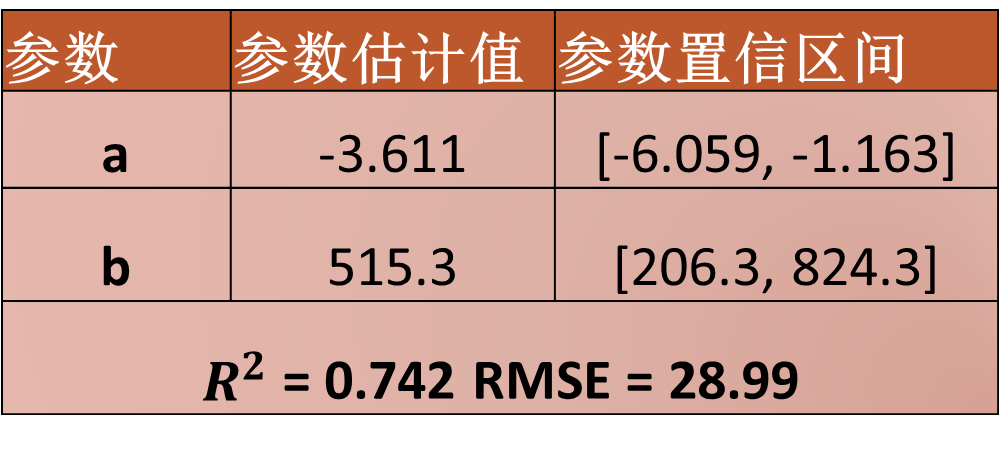 参数 参数估计值 参数置信区间
a -3.611 [-6.059, -1.163]
b 515.3 [206.3, 824.3]
R² = 0.742 RMSE = 28.99